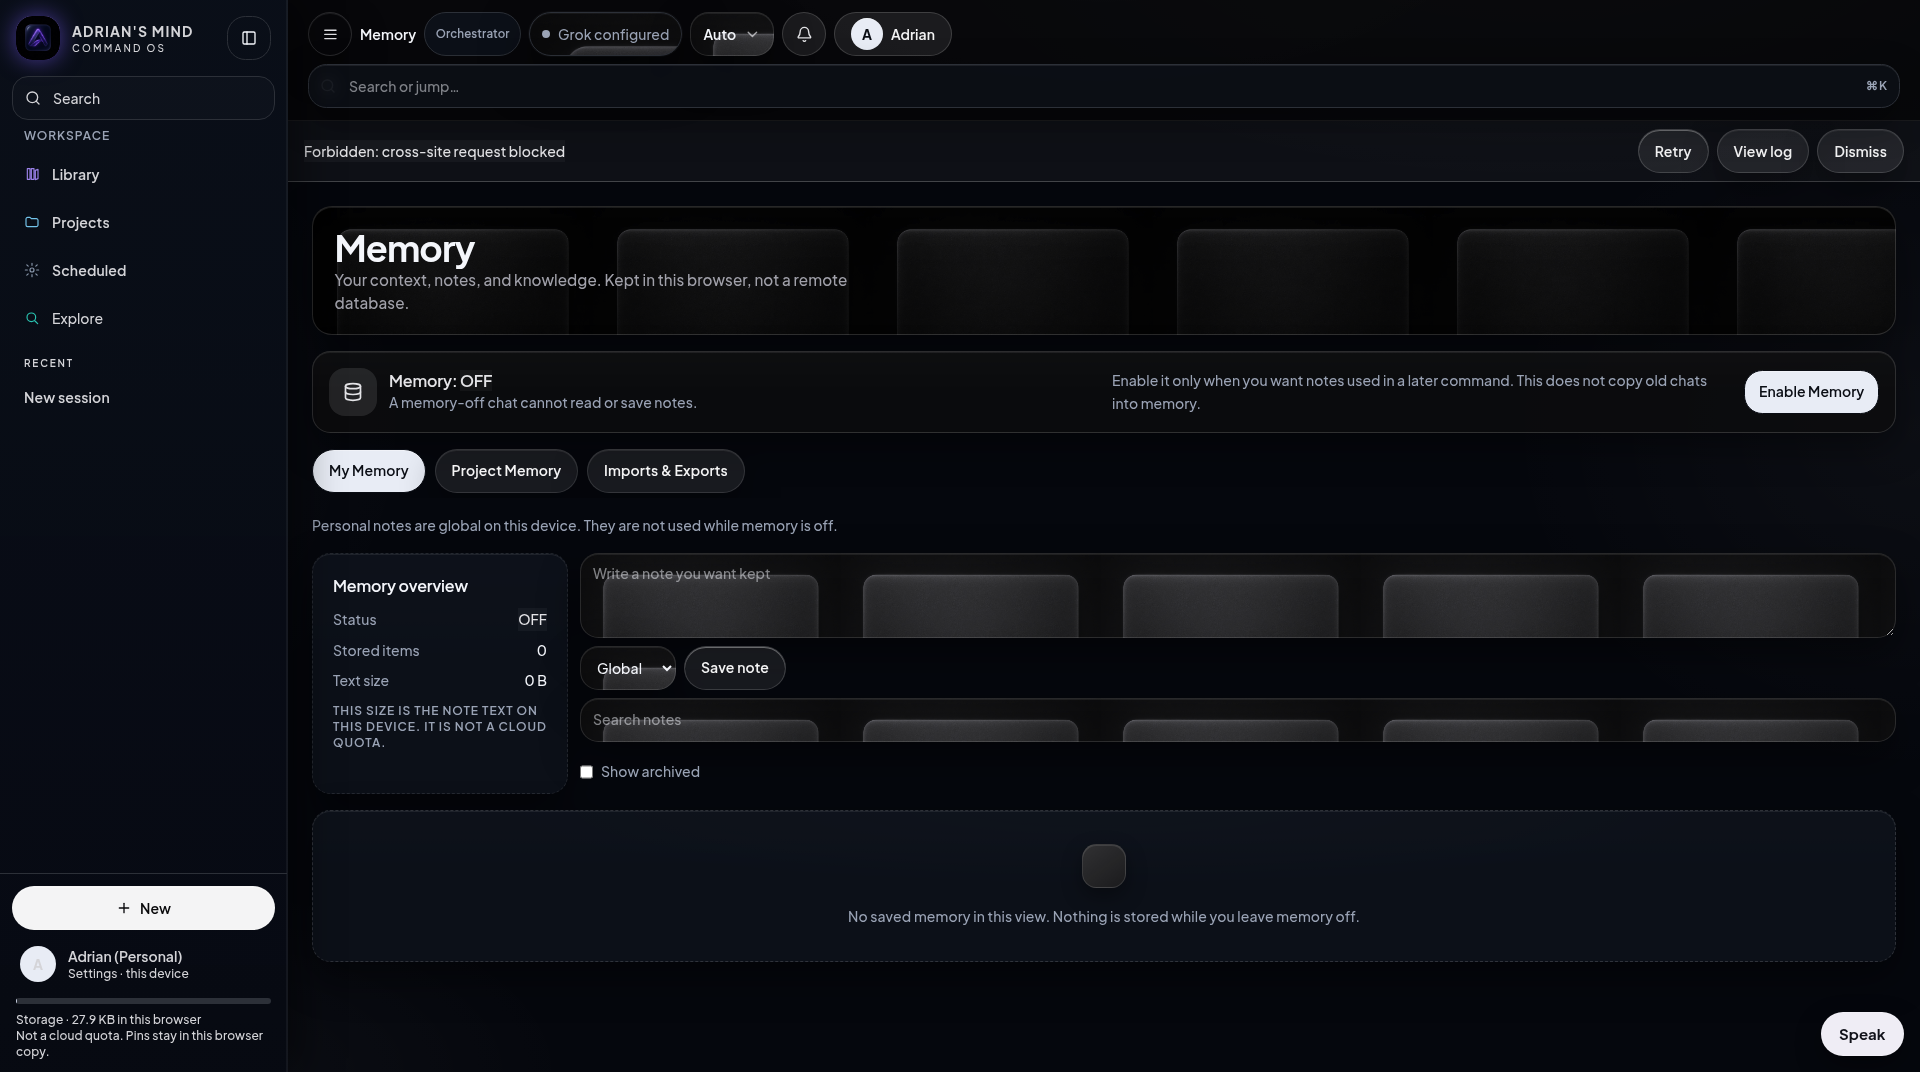 ADRIAN'S MIND
COMMAND OS
Search
WORKSPACE
Library
Projects
Scheduled
Explore
RECENT
New session
New
A
Adrian (Personal)
Settings · this device
Storage · 27.9 KB in this browser
Not a cloud quota. Pins stay in this browser
copy.
Memory
Orchestrator
Grok configured
Auto
A
Adrian
Search or jump…
⌘K
Forbidden: cross-site request blocked
Retry
View log
Dismiss
Memory
Your context, notes, and knowledge. Kept in this browser, not a remote
database.
Memory: OFF
A memory-off chat cannot read or save notes.
Enable it only when you want notes used in a later command. This does not copy old chats
into memory.
Enable Memory
My Memory
Project Memory
Imports & Exports
Personal notes are global on this device. They are not used while memory is off.
Memory overview
Status OFF
Stored items 0
Text size 0 B
THIS SIZE IS THE NOTE TEXT ON
THIS DEVICE. IT IS NOT A CLOUD
QUOTA.
Write a note you want kept
Global
Save note
Search notes
Show archived
No saved memory in this view. Nothing is stored while you leave memory off.
Speak